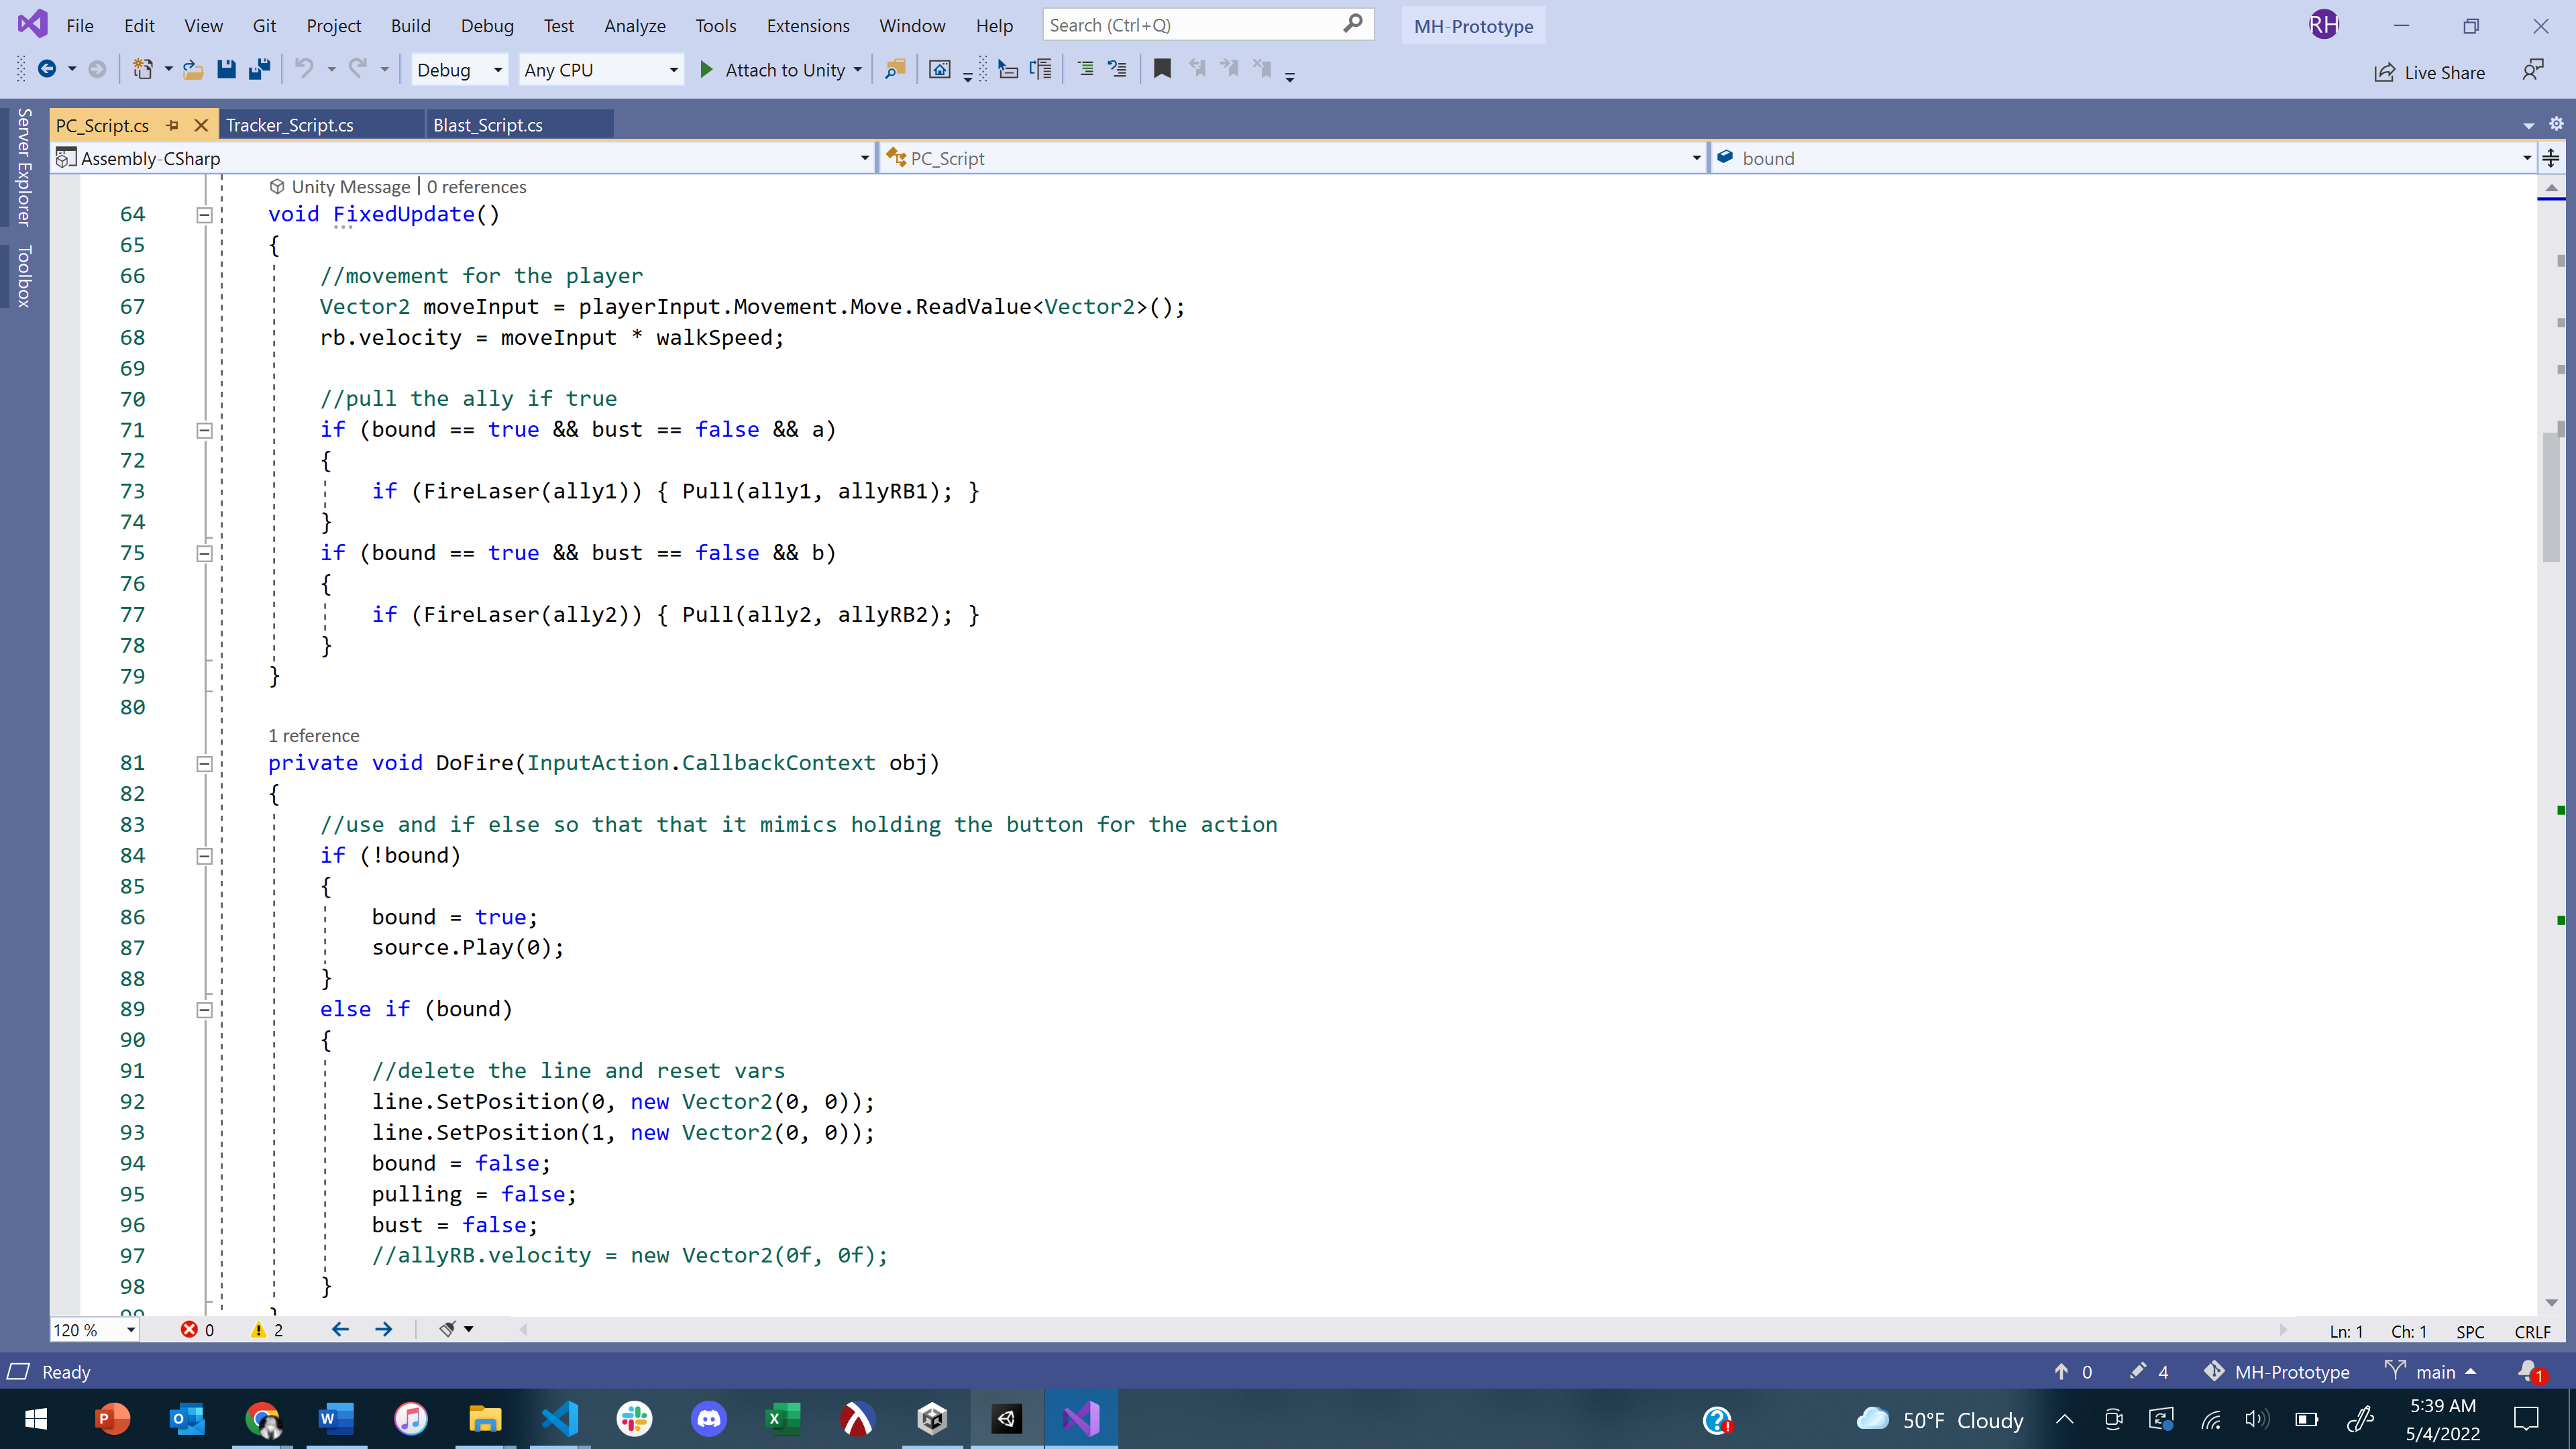 File Edit View Git Project Build Debug Test Analyze Tools Extensions Window Help Search (Ctrl+Q) MH-Prototype RH
Debug Any CPU Attach to Unity Live Share
Server Explorer
Toolbox
PC_Script.cs Tracker_Script.cs Blast_Script.cs
Assembly-CSharp PC_Script bound
Unity Message | 0 references
64 void FixedUpdate()
65 {
66 //movement for the player
67 Vector2 moveInput = playerInput.Movement.Move.ReadValue<Vector2>();
68 rb.velocity = moveInput * walkSpeed;
69
70 //pull the ally if true
71 if (bound == true && bust == false && a)
72 {
73 if (FireLaser(ally1)) { Pull(ally1, allyRB1); }
74 }
75 if (bound == true && bust == false && b)
76 {
77 if (FireLaser(ally2)) { Pull(ally2, allyRB2); }
78 }
79 }
80
1 reference
81 private void DoFire(InputAction.CallbackContext obj)
82 {
83 //use and if else so that that it mimics holding the button for the action
84 if (!bound)
85 {
86 bound = true;
87 source.Play(0);
88 }
89 else if (bound)
90 {
91 //delete the line and reset vars
92 line.SetPosition(0, new Vector2(0, 0));
93 line.SetPosition(1, new Vector2(0, 0));
94 bound = false;
95 pulling = false;
96 bust = false;
97 //allyRB.velocity = new Vector2(0f, 0f);
98 }
99 }
120 % 0 2 Ln: 1 Ch: 1 SPC CRLF
Ready 0 4 MH-Prototype main 1
50°F Cloudy 5:39 AM
5/4/2022